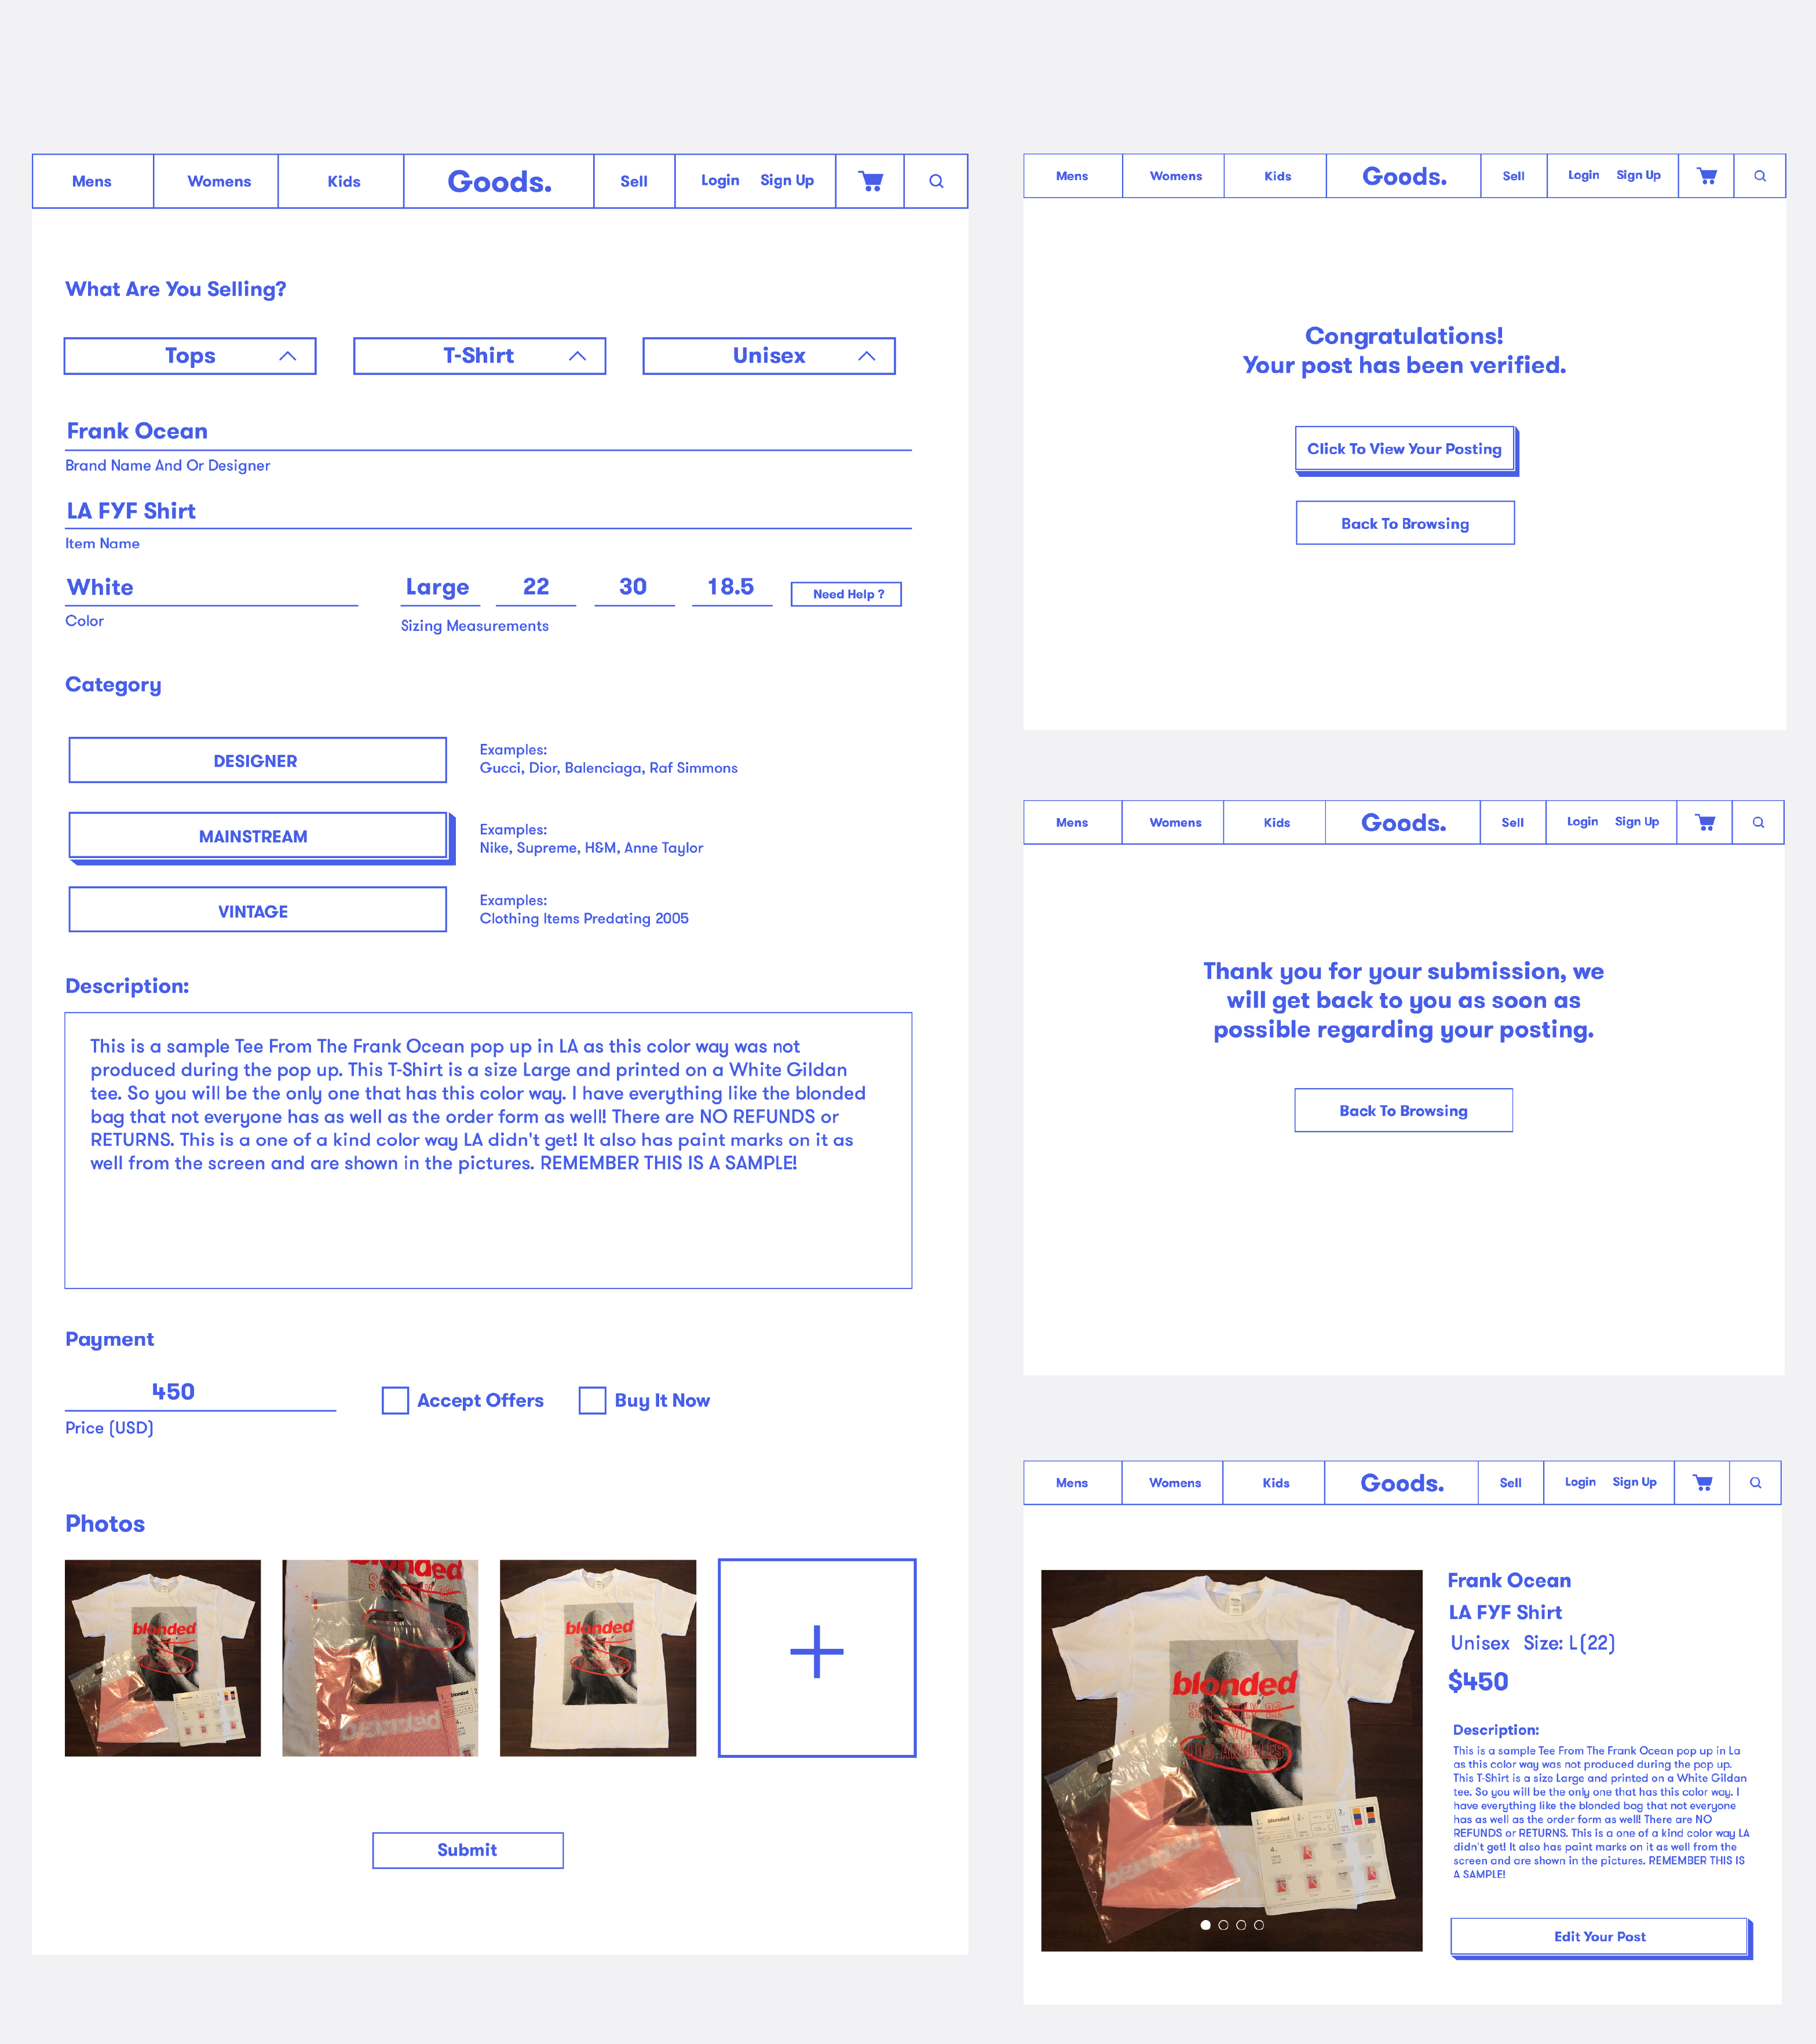 Mens Womens Kids Goods. Sell Login Sign Up
What Are You Selling?
Tops T-Shirt Unisex
Frank Ocean
Brand Name And Or Designer
LA FYF Shirt
Item Name
White Large 22 30 18.5 Need Help ?
Color Sizing Measurements
Category
DESIGNER
Examples:
Gucci, Dior, Balenciaga, Raf Simmons
MAINSTREAM
Examples:
Nike, Supreme, H&M, Anne Taylor
VINTAGE
Examples:
Clothing Items Predating 2005
Description:
This is a sample Tee From The Frank Ocean pop up in LA as this color way was not
produced during the pop up. This T-Shirt is a size Large and printed on a White Gildan
tee. So you will be the only one that has this color way. I have everything like the blonded
bag that not everyone has as well as the order form as well! There are NO REFUNDS or
RETURNS. This is a one of a kind color way LA didn't get! It also has paint marks on it as
well from the screen and are shown in the pictures. REMEMBER THIS IS A SAMPLE!
Payment
450 Accept Offers Buy It Now
Price (USD)
Photos
blonded
blonded
blonded
blonded
blonded
Submit
Mens Womens Kids Goods. Sell Login Sign Up
Congratulations!
Your post has been verified.
Click To View Your Posting
Back To Browsing
Mens Womens Kids Goods. Sell Login Sign Up
Thank you for your submission, we
will get back to you as soon as
possible regarding your posting.
Back To Browsing
Mens Womens Kids Goods. Sell Login Sign Up
blonded
SAT JULY 22
FYF
LOS ANGELES
blonded
blonded 2. 3.
4.
Frank Ocean
LA FYF Shirt
Unisex Size: L(22)
$450
Description:
This is a sample Tee From The Frank Ocean pop up in La
as this color way was not produced during the pop up.
This T-Shirt is a size Large and printed on a White Gildan
tee. So you will be the only one that has this color way. I
have everything like the blonded bag that not everyone
has as well as the order form as well! There are NO
REFUNDS or RETURNS. This is a one of a kind color way LA
didn't get! It also has paint marks on it as well from the
screen and are shown in the pictures. REMEMBER THIS IS
A SAMPLE!
Edit Your Post